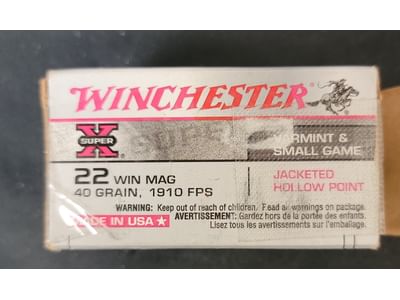 WINCHESTER
SUPER X
SUPER
VARMINT &
SMALL GAME
22 WIN MAG
40 GRAIN, 1910 FPS
JACKETED
HOLLOW POINT
WARNING: Keep out of reach of children. Read all warnings on package.
MADE IN USA AVERTISSEMENT: Gardez hors de la portée des enfants.
Lisez tous les avertissements sur l'emballage.